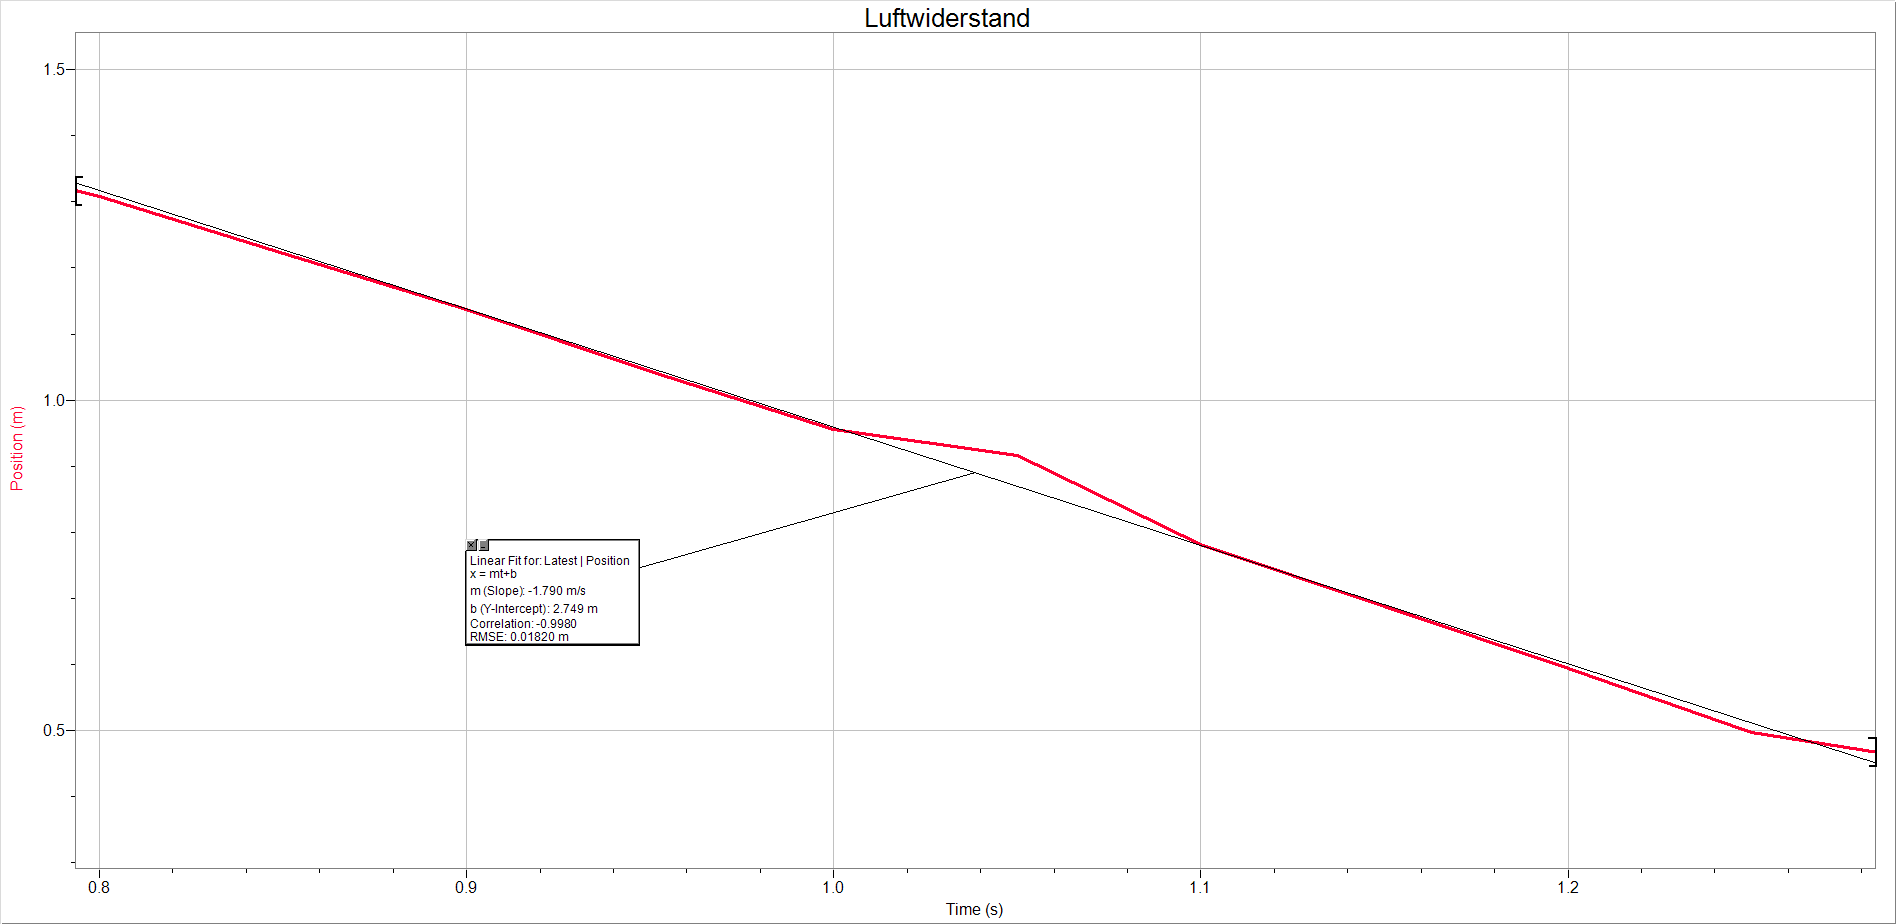 Luftwiderstand
1.5
1.0
0.5
Position (m)
Linear Fit for: Latest | Position
x = mt+b
m (Slope): -1.790 m/s
b (Y-Intercept): 2.749 m
Correlation: -0.9980
RMSE: 0.01820 m
0.8 0.9 1.0 1.1 1.2
Time (s)